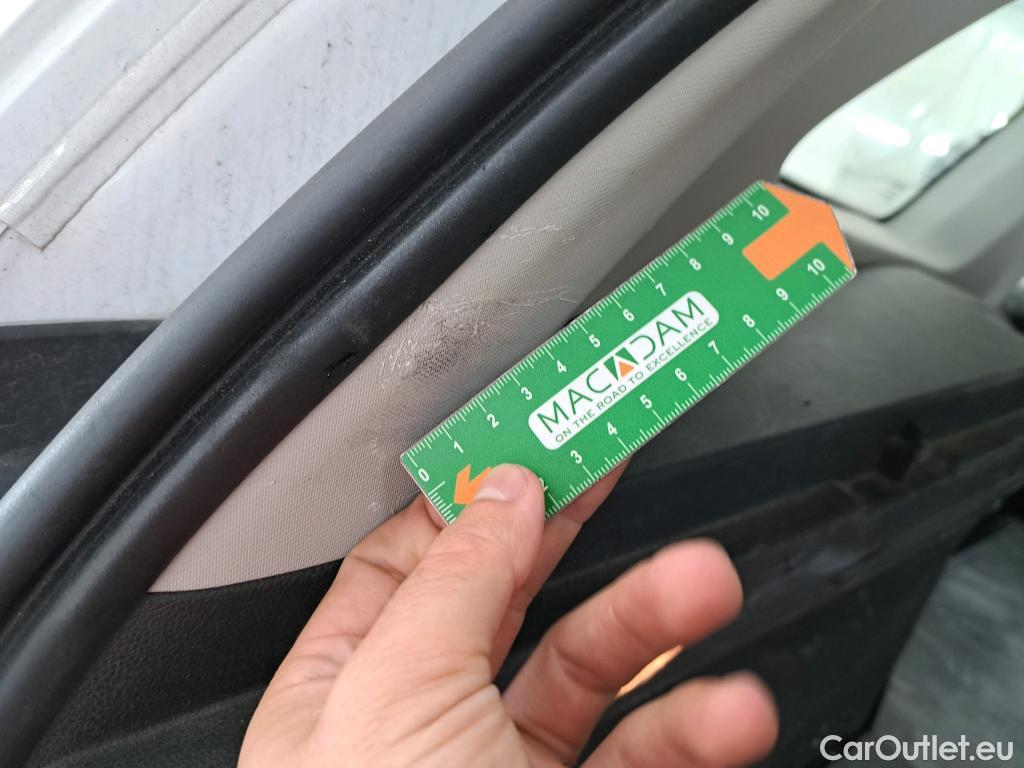 0 1 2 3 4 5 6 7 8 9 10
MACADAM
ON THE ROAD TO EXCELLENCE
3 4 5 6 7 8 9 10
CarOutlet.eu